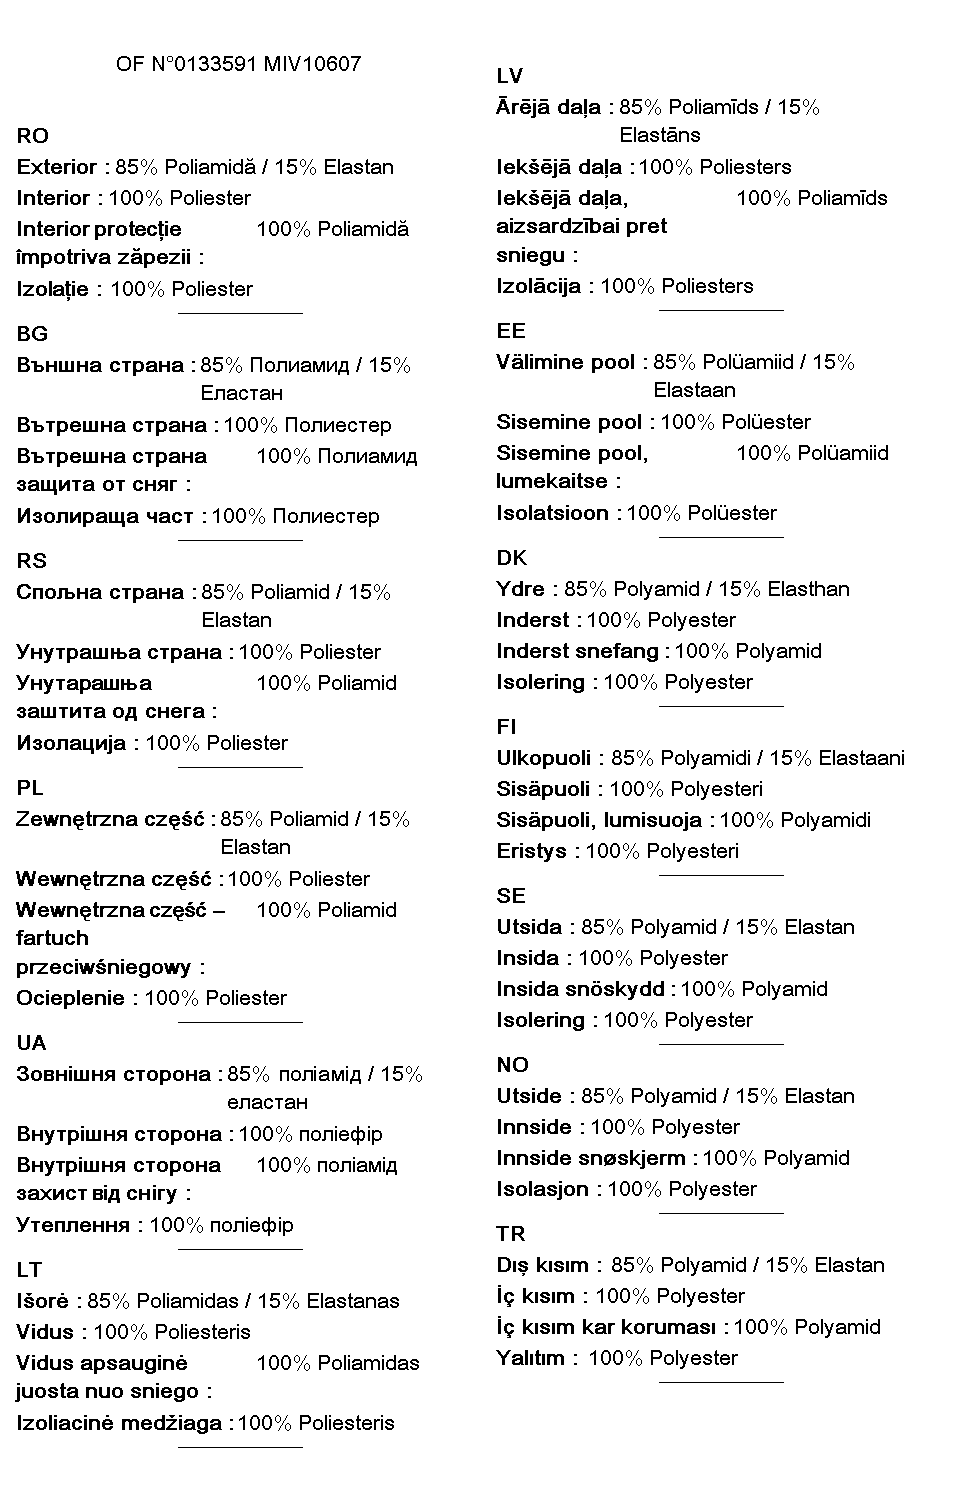 OF N°0133591 MIV10607
RO
Exterior : 85% Poliamidă / 15% Elastan
Interior : 100% Poliester
Interior protecție 100% Poliamidă
împotriva zăpezii :
Izolație : 100% Poliester
BG
Външна страна : 85% Полиамид / 15%
Еластан
Вътрешна страна : 100% Полиестер
Вътрешна страна 100% Полиамид
защита от сняг :
Изолираща част : 100% Полиестер
RS
Спољна страна : 85% Poliamid / 15%
Elastan
Унутрашња страна : 100% Poliester
Унутарашња 100% Poliamid
заштита од снега :
Изолација : 100% Poliester
PL
Zewnętrzna część : 85% Poliamid / 15%
Elastan
Wewnętrzna część : 100% Poliester
Wewnętrzna część – 100% Poliamid
fartuch
przeciwśniegowy :
Ocieplenie : 100% Poliester
UA
Зовнішня сторона : 85% поліамід / 15%
еластан
Внутрішня сторона : 100% поліефір
Внутрішня сторона 100% поліамід
захист від снігу :
Утеплення : 100% поліефір
LT
Išorė : 85% Poliamidas / 15% Elastanas
Vidus : 100% Poliesteris
Vidus apsauginė 100% Poliamidas
juosta nuo sniego :
Izoliacinė medžiaga : 100% Poliesteris
LV
Ārējā daļa : 85% Poliamīds / 15%
Elastāns
Iekšējā daļa : 100% Poliesters
Iekšējā daļa, 100% Poliamīds
aizsardzībai pret
sniegu :
Izolācija : 100% Poliesters
EE
Välimine pool : 85% Polüamiid / 15%
Elastaan
Sisemine pool : 100% Polüester
Sisemine pool, 100% Polüamiid
lumekaitse :
Isolatsioon : 100% Polüester
DK
Ydre : 85% Polyamid / 15% Elasthan
Inderst : 100% Polyester
Inderst snefang : 100% Polyamid
Isolering : 100% Polyester
FI
Ulkopuoli : 85% Polyamidi / 15% Elastaani
Sisäpuoli : 100% Polyesteri
Sisäpuoli, lumisuoja : 100% Polyamidi
Eristys : 100% Polyesteri
SE
Utsida : 85% Polyamid / 15% Elastan
Insida : 100% Polyester
Insida snöskydd : 100% Polyamid
Isolering : 100% Polyester
NO
Utside : 85% Polyamid / 15% Elastan
Innside : 100% Polyester
Innside snøskjerm : 100% Polyamid
Isolasjon : 100% Polyester
TR
Dış kısım : 85% Polyamid / 15% Elastan
İç kısım : 100% Polyester
İç kısım kar koruması : 100% Polyamid
Yalıtım : 100% Polyester